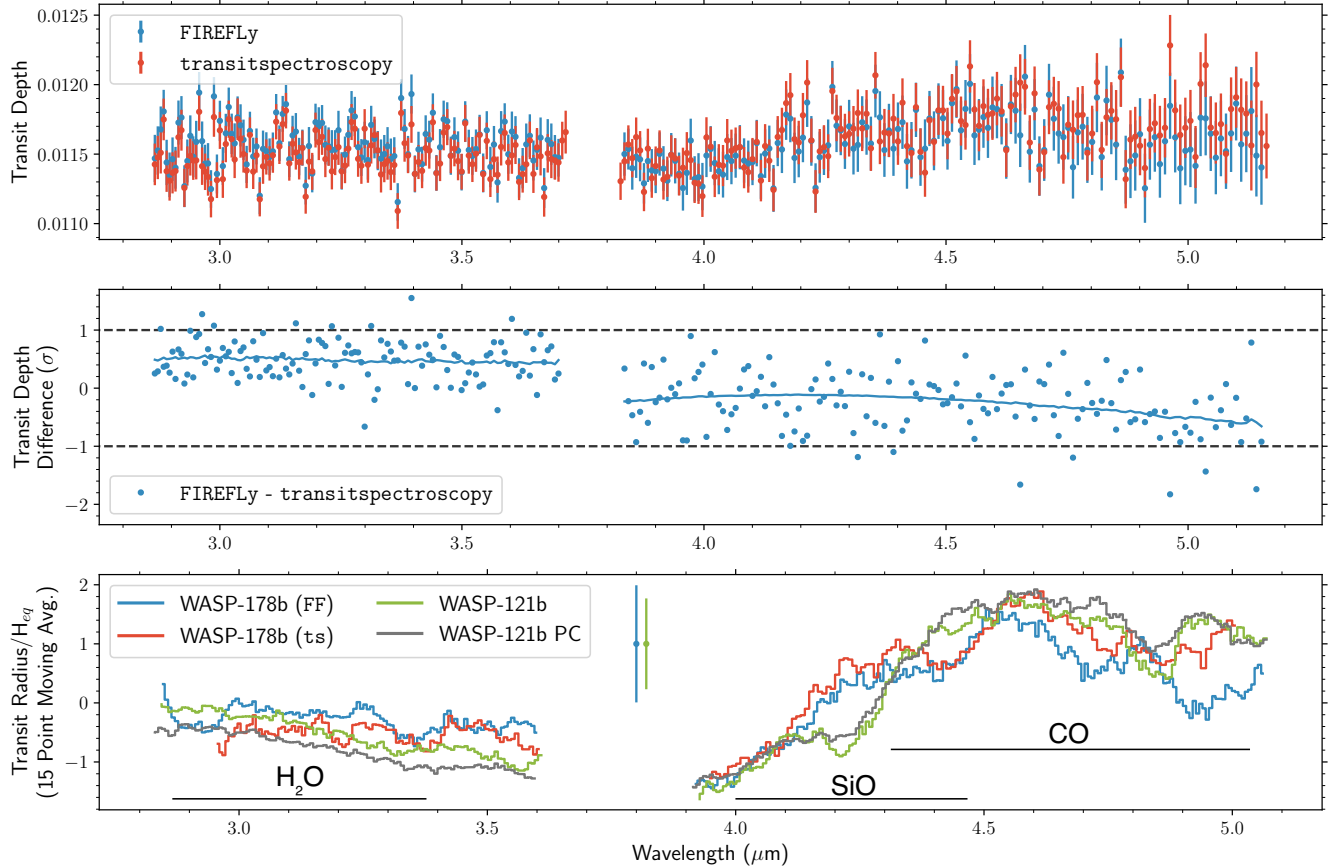 0.0125
0.0120
0.0115
0.0110
Transit Depth
FIREFLy
transitspectroscopy
3.0 3.5 4.0 4.5 5.0
1
0
−1
−2
Transit Depth
Difference (σ)
FIREFLy - transitspectroscopy
3.0 3.5 4.0 4.5 5.0
2
1
0
−1
Transit Radius/H_eq
(15 Point Moving Avg.)
WASP-178b (FF) WASP-121b
WASP-178b (ts) WASP-121b PC
H₂O
SiO
CO
3.0 3.5 4.0 4.5 5.0
Wavelength (μm)